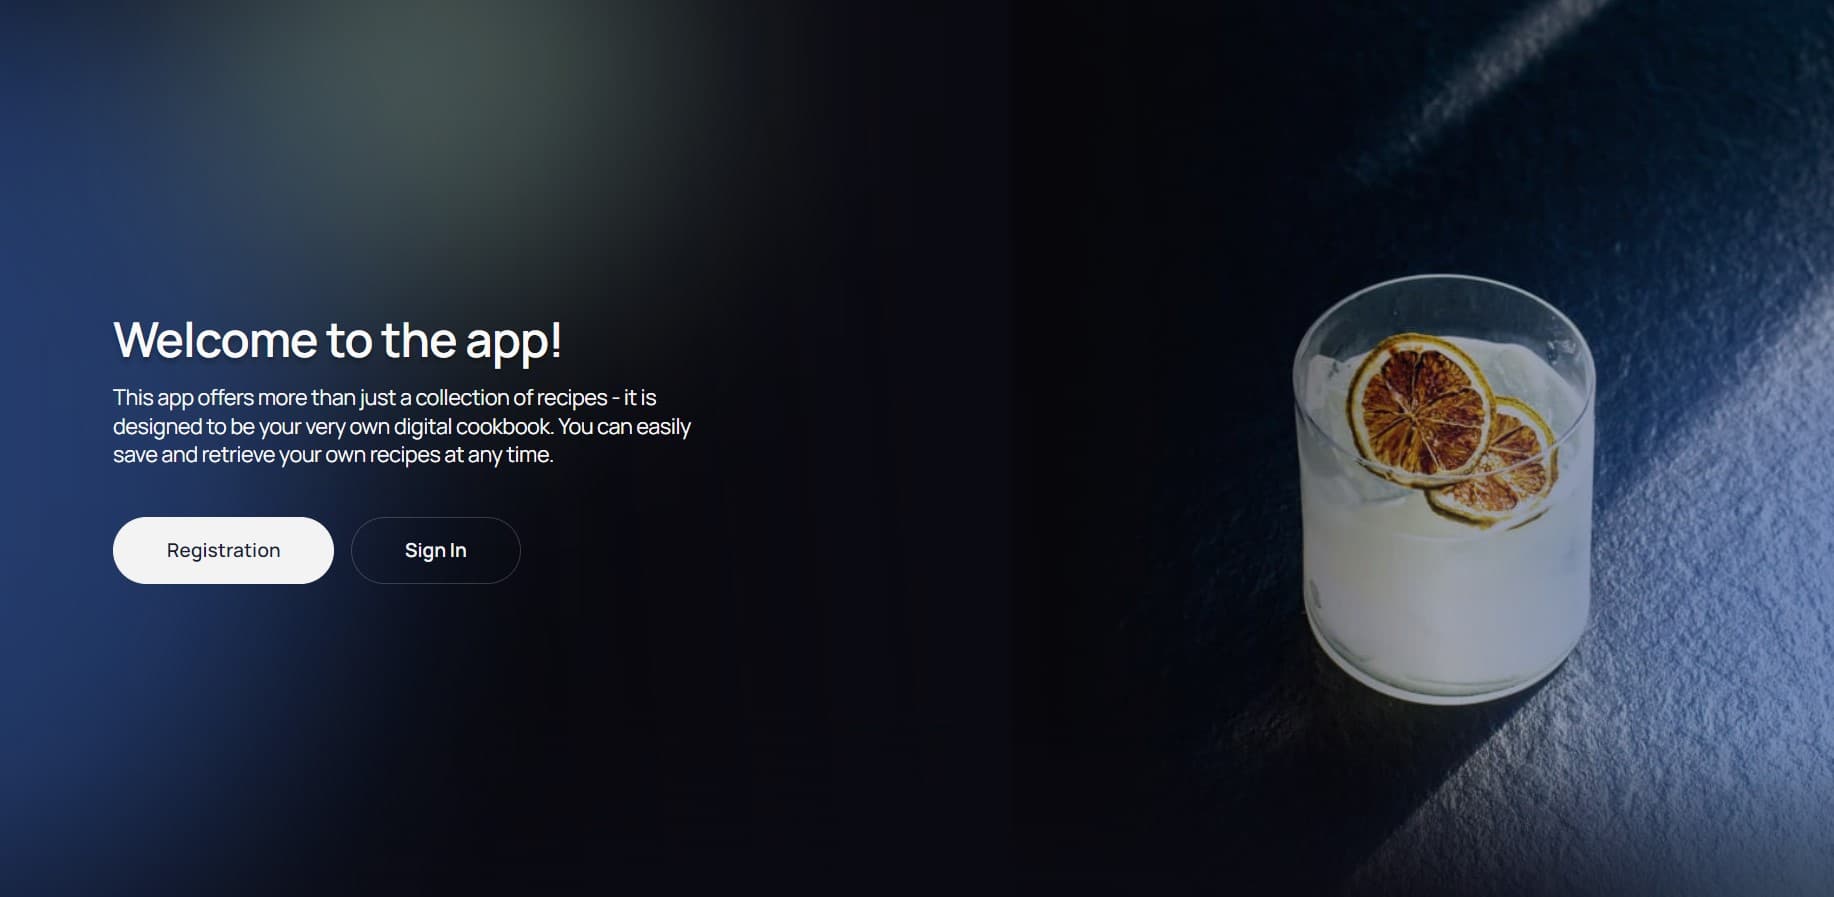 Welcome to the app!
This app offers more than just a collection of recipes - it is
designed to be your very own digital cookbook. You can easily
save and retrieve your own recipes at any time.
Registration
Sign In